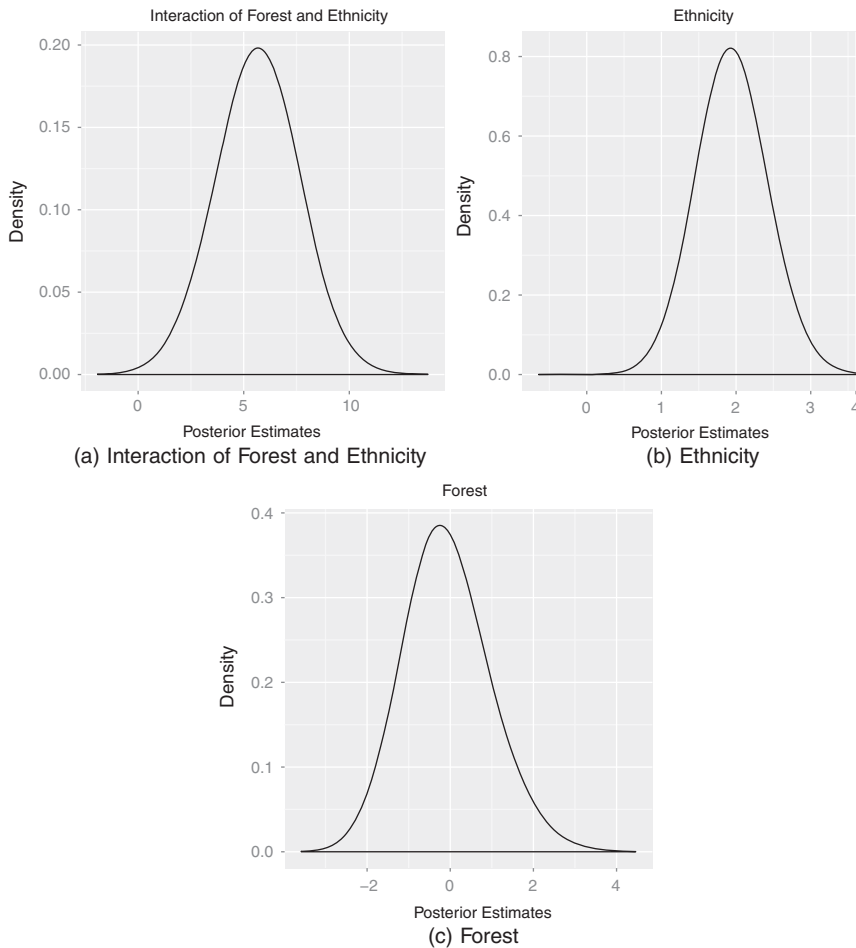 Interaction of Forest and Ethnicity
0.20
0.15
0.10
0.05
0.00
Density
0
5
10
Posterior Estimates
(a) Interaction of Forest and Ethnicity
Ethnicity
0.8
0.6
0.4
0.2
0.0
Density
0
1
2
3
4
Posterior Estimates
(b) Ethnicity
Forest
0.4
0.3
0.2
0.1
0.0
Density
−2
0
2
4
Posterior Estimates
(c) Forest